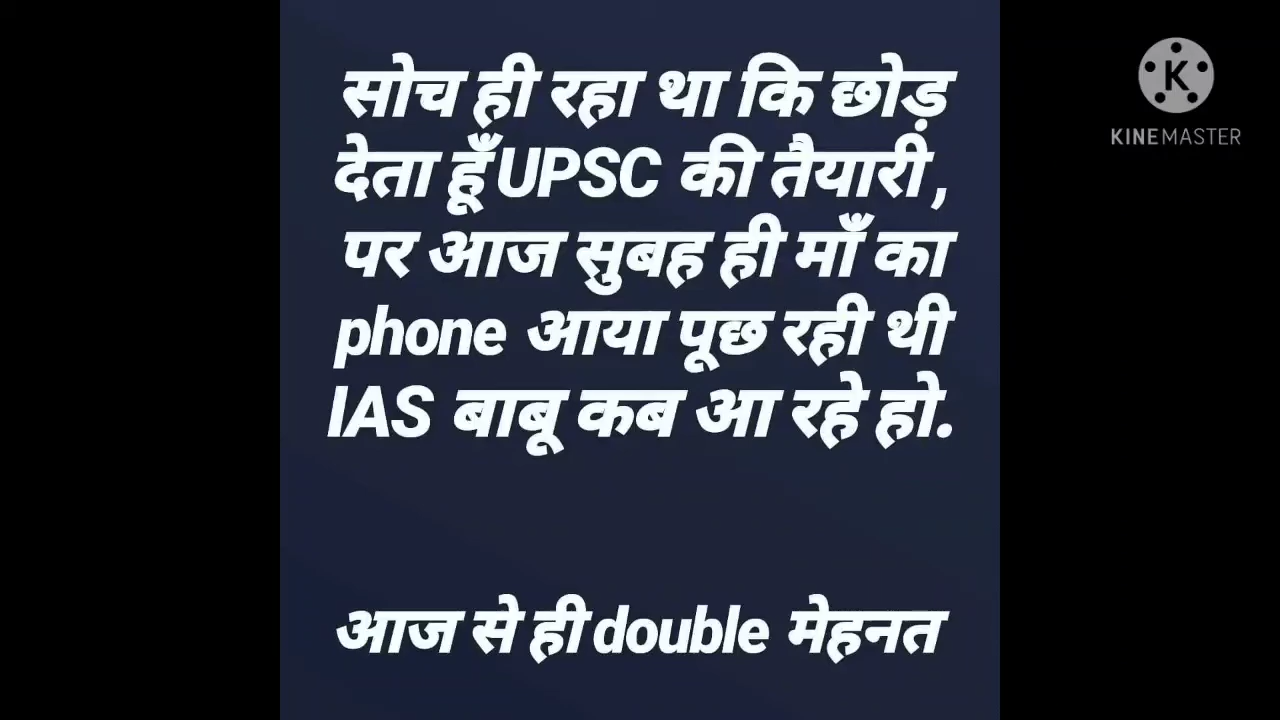 सोच ही रहा था कि छोड़
देता हूँ UPSC की तैयारी,
पर आज सुबह ही माँ का
phone आया पूछ रही थी
IAS बाबू कब आ रहे हो.
आज से ही double मेहनत
K
KINEMASTER